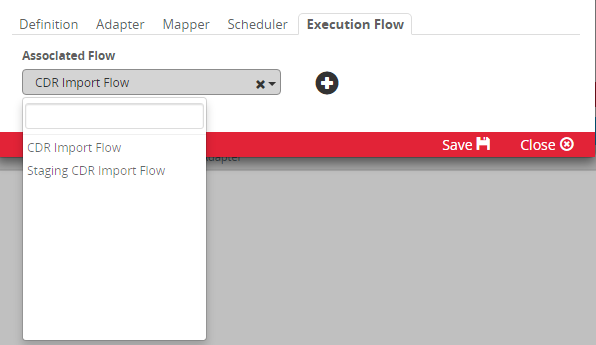 Definition Adapter Mapper Scheduler Execution Flow
Associated Flow
CDR Import Flow
Save Close
Adapter
CDR Import Flow
Staging CDR Import Flow